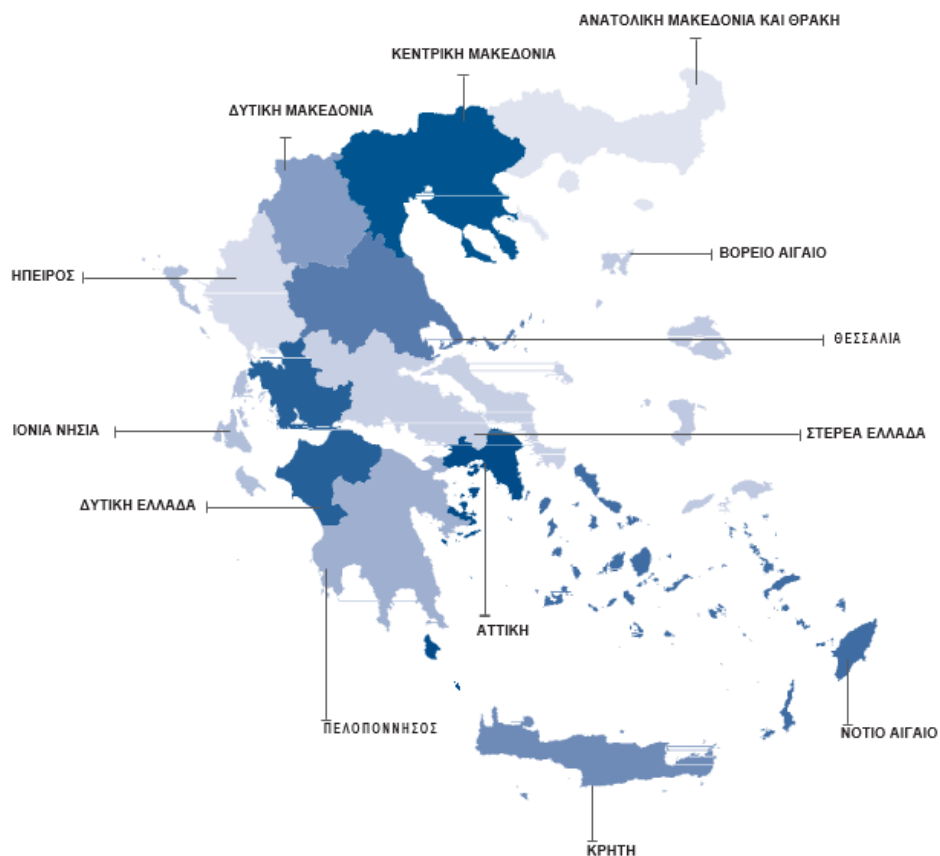 ΑΝΑΤΟΛΙΚΗ ΜΑΚΕΔΟΝΙΑ ΚΑΙ ΘΡΑΚΗ
ΚΕΝΤΡΙΚΗ ΜΑΚΕΔΟΝΙΑ
ΔΥΤΙΚΗ ΜΑΚΕΔΟΝΙΑ
ΒΟΡΕΙΟ ΑΙΓΑΙΟ
ΗΠΕΙΡΟΣ
ΘΕΣΣΑΛΙΑ
ΙΟΝΙΑ ΝΗΣΙΑ
ΣΤΕΡΕΑ ΕΛΛΑΔΑ
ΔΥΤΙΚΗ ΕΛΛΑΔΑ
ΑΤΤΙΚΗ
ΠΕΛΟΠΟΝΝΗΣΟΣ
ΝΟΤΙΟ ΑΙΓΑΙΟ
ΚΡΗΤΗ